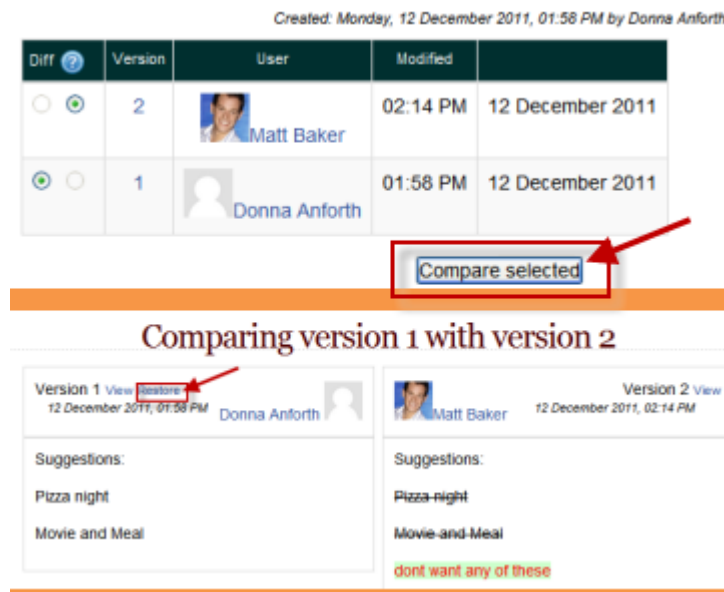 Created: Monday, 12 December 2011, 01:58 PM by Donna Anforth
Diff ? Version User Modified
2 Matt Baker 02:14 PM 12 December 2011
1 Donna Anforth 01:58 PM 12 December 2011
Compare selected
Comparing version 1 with version 2
Version 1 View Restore
12 December 2011, 01:58 PM Donna Anforth
Matt Baker Version 2 View
12 December 2011, 02:14 PM
Suggestions:
Pizza night
Movie and Meal
Suggestions:
Pizza night
Movie and Meal
dont want any of these